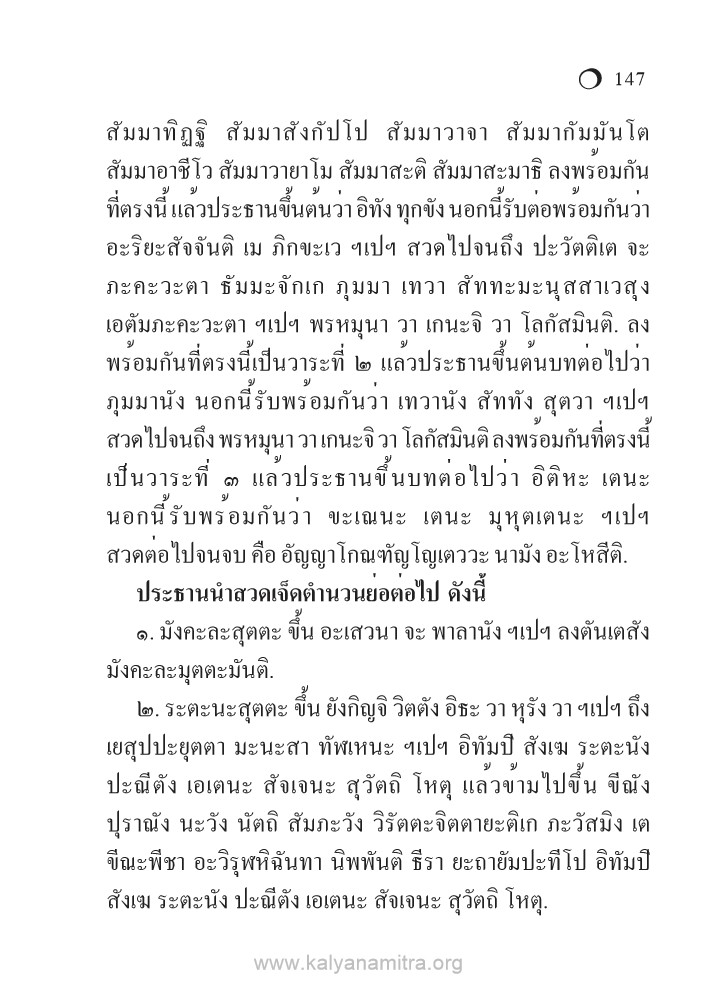 147
สัมมาทิฏฐิ สัมมาสังกัปโป สัมมาวาจา สัมมากัมมันโต
สัมมาอาชีโว สัมมาวายาโม สัมมาสะติ สัมมาสะมาธิ ลงพร้อมกัน
ที่ตรงนี้ แล้วประธานขึ้นต้นว่า อิทัง ทุกขัง นอกนี้รับต่อพร้อมกันว่า
อะริยะสัจจันติ เม ภิกขะเว ฯเปฯ สวดไปจนถึง ปะวัตติเต จะ
ภะคะวะตา ธัมมะจักเก ภุมมา เทวา สัททะมะนุสสาเวสุง
เอตัมภะคะวะตา ฯเปฯ พรหมุนา วา เกนะจิ วา โลกัสมินติ. ลง
พร้อมกันที่ตรงนี้เป็นวาระที่ ๒ แล้วประธานขึ้นต้นบทต่อไปว่า
ภุมมานัง นอกนี้รับพร้อมกันว่า เทวานัง สัททัง สุตวา ฯเปฯ
สวดไปจนถึง พรหมุนา วา เกนะจิ วา โลกัสมินติ ลงพร้อมกันที่ตรงนี้
เป็นวาระที่ ๓ แล้วประธานขึ้นบทต่อไปว่า อิติหะ เตนะ
นอกนี้รับพร้อมกันว่า ขะเณนะ เตนะ มุหุตเตนะ ฯเปฯ
สวดต่อไปจนจบ คือ อัญญาโกณฑัญโญเตววะ นามัง อะโหสีติ.
ประธานนำสวดเจ็ดตำนวนย่อต่อไป ดังนี้
๑. มังคะละสุตตะ ขึ้น อะเสวนา จะ พาลานัง ฯเปฯ ลงตันเตสัง
มังคะละมุตตะมันติ.
๒. ระตะนะสุตตะ ขึ้น ยังกิญจิ วิตตัง อิธะ วา หุรัง วา ฯเปฯ ถึง
เยสุปปะยุตตา มะนะสา ทัฬเหนะ ฯเปฯ อิทัมปี สังเฆ ระตะนัง
ปะณีตัง เอเตนะ สัจเจนะ สุวัตถิ โหตุ แล้วข้ามไปขึ้น ขีณัง
ปุราณัง นะวัง นัตถิ สัมภะวัง วิรัตตะจิตตายะติเก ภะวัสมิง เต
ขีณะพีชา อะวิรุฬหิฉันทา นิพพันติ ธีรา ยะถายัมปะทีโป อิทัมปี
สังเฆ ระตะนัง ปะณีตัง เอเตนะ สัจเจนะ สุวัตถิ โหตุ.
www.kalyanamitra.org